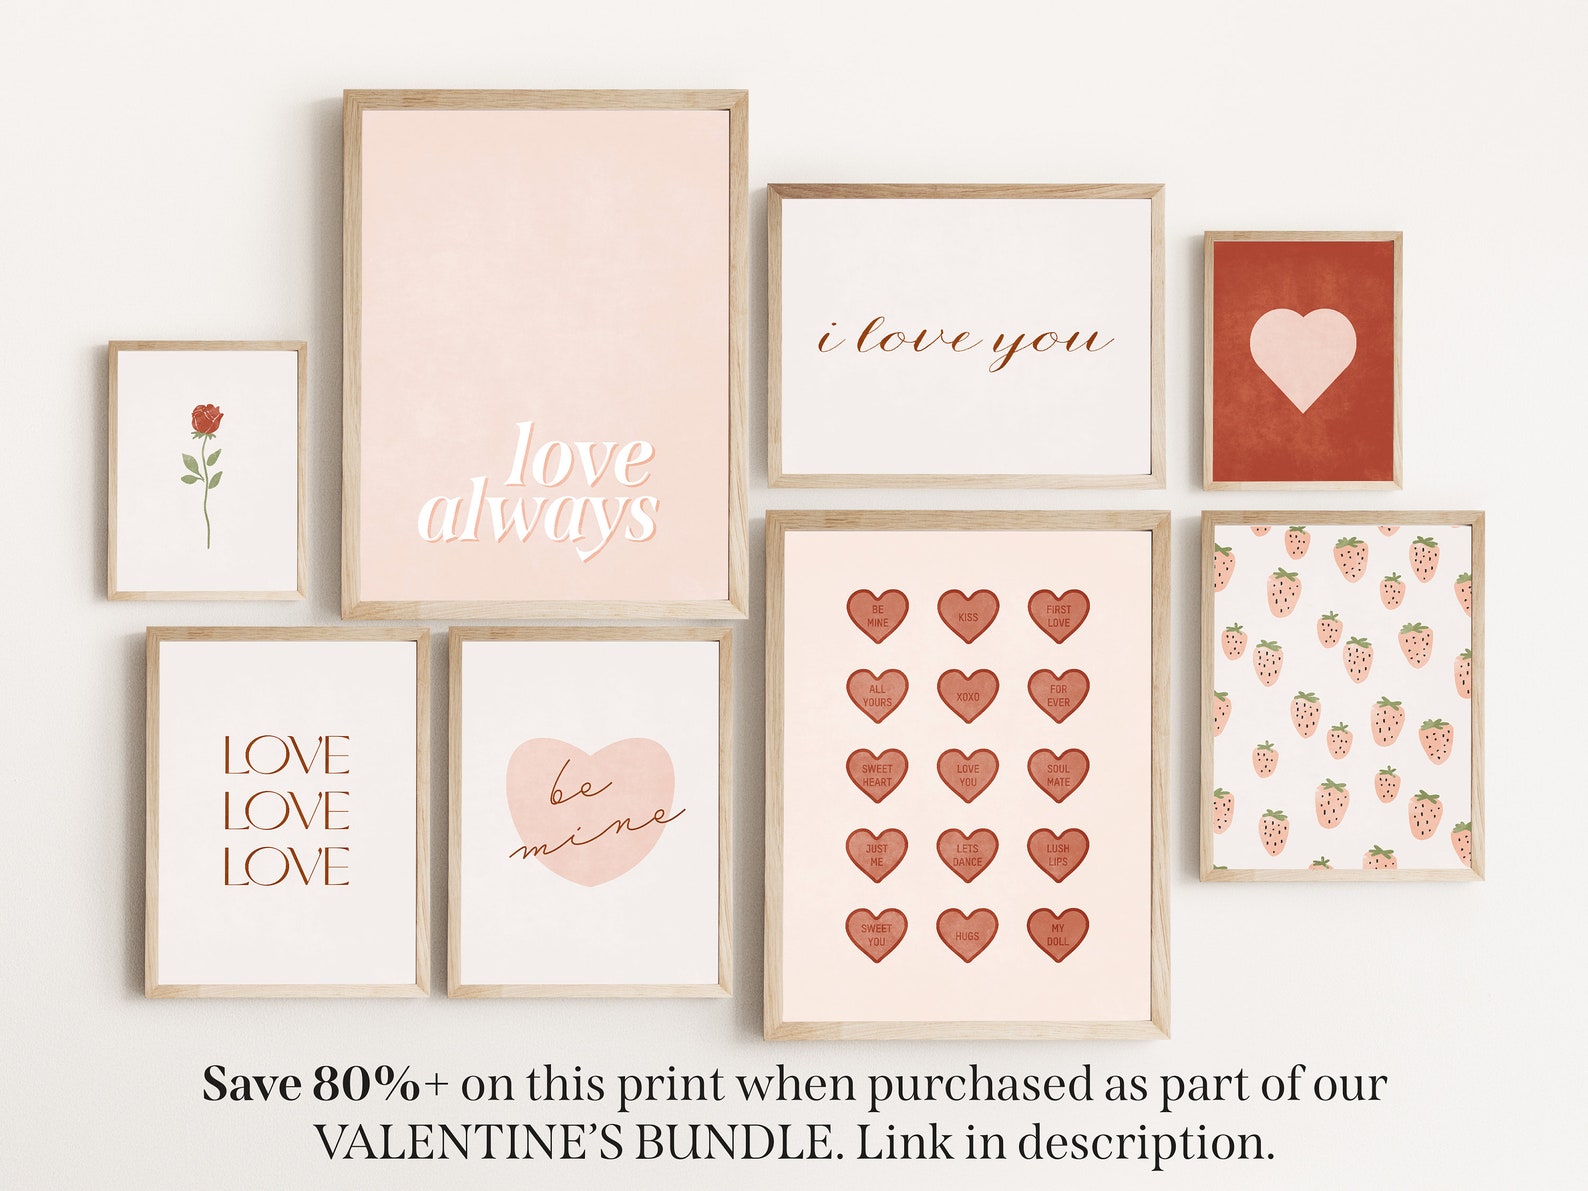 love
always
i love you
LOVE
LOVE
LOVE
be
mine
BE
MINE
KISS
FIRST
LOVE
ALL
YOURS
XOXO
FOR
EVER
SWEET
HEART
LOVE
YOU
SOUL
MATE
JUST
ME
LETS
DANCE
LUSH
LIPS
SWEET
YOU
HUGS
MY
DOLL
Save 80%+ on this print when purchased as part of our
VALENTINE’S BUNDLE. Link in description.